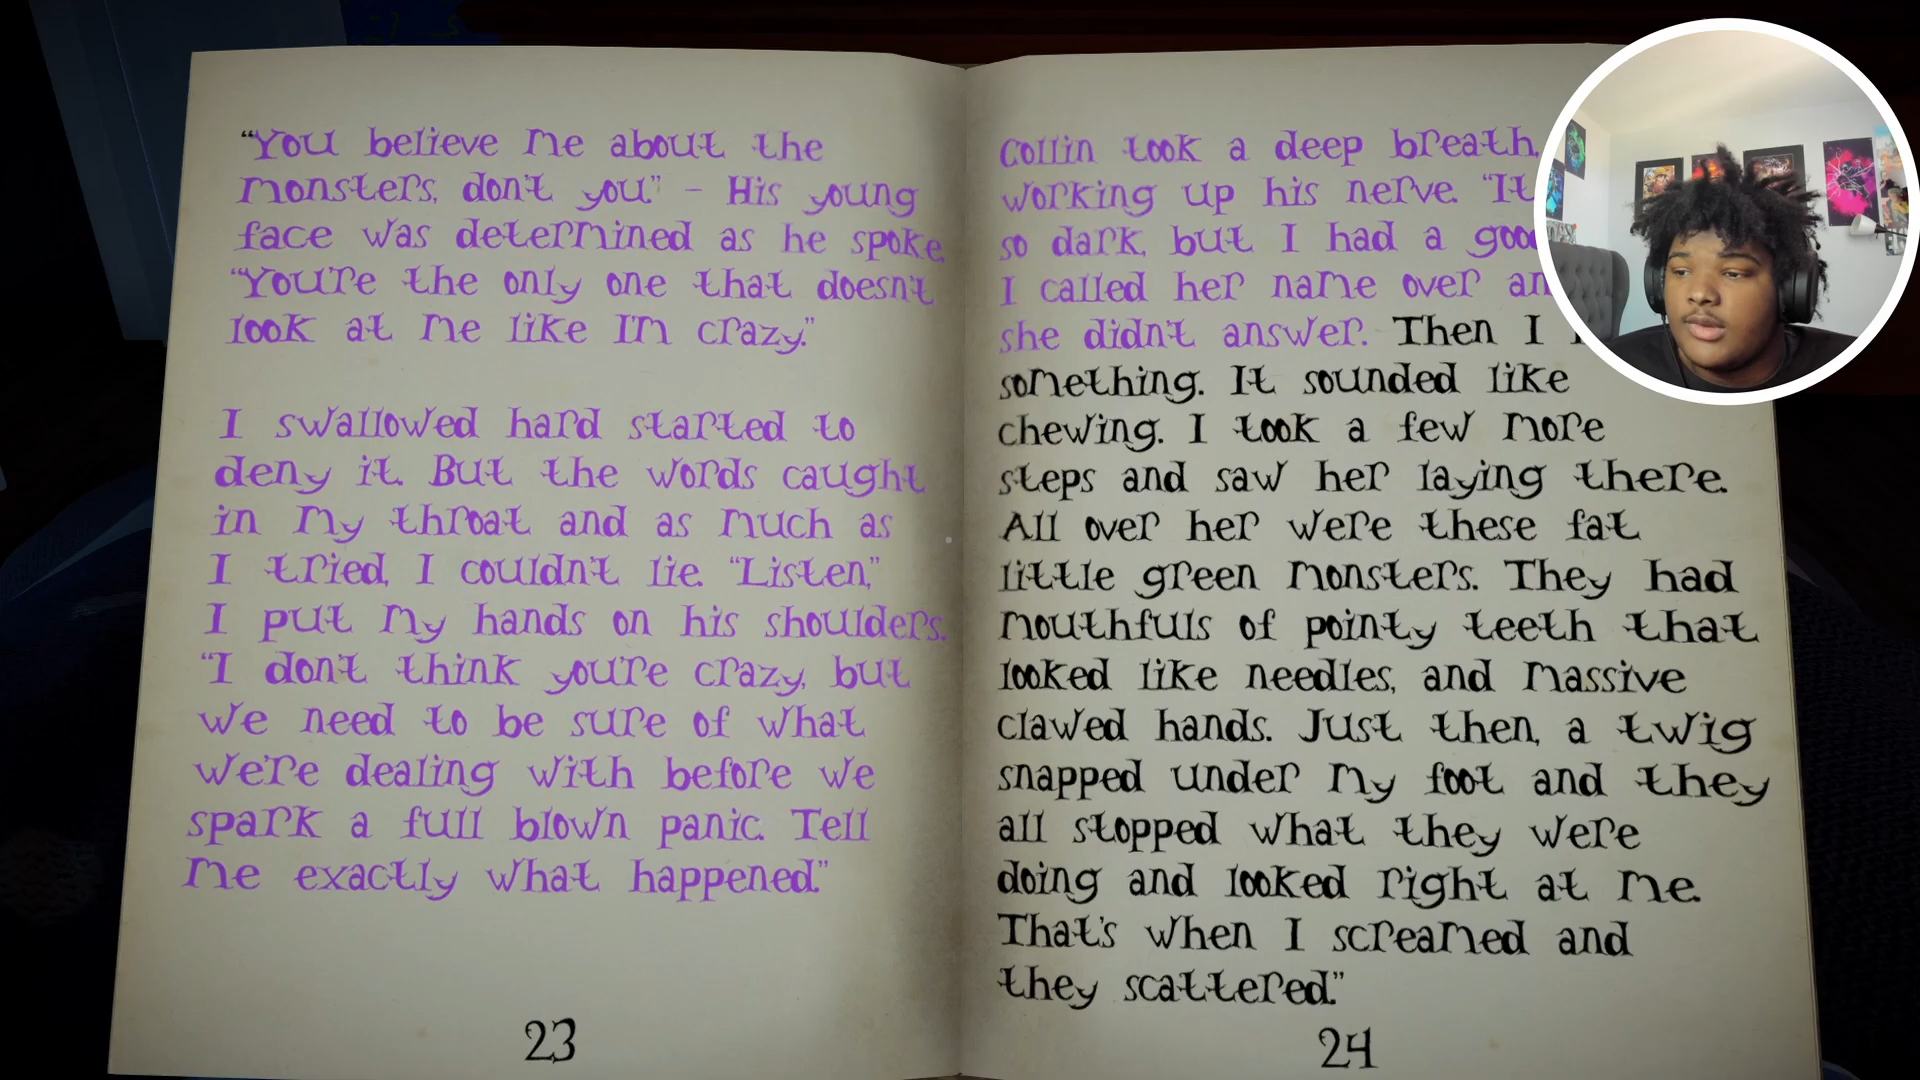 “You believe me about the
monsters, don't you.” - His young
face was determined as he spoke.
“You're the only one that doesn't
look at me like I'm crazy.”
I swallowed hard started to
deny it. But the words caught
in my throat and as much as
I tried, I couldn't lie. “Listen,”
I put my hands on his shoulders.
“I don't think you're crazy, but
we need to be sure of what
we're dealing with before we
spark a full blown panic. Tell
me exactly what happened.”
23
Collin took a deep breath,
working up his nerve. “It
so dark, but I had a
I called her name over
she didn't answer. Then I
something. It sounded like
chewing. I took a few more
steps and saw her laying there.
All over her were these fat
little green monsters. They had
mouthfuls of pointy teeth that
looked like needles, and massive
clawed hands. Just then, a twig
snapped under my foot and they
all stopped what they were
doing and looked right at me.
That's when I screamed and
they scattered.”
24